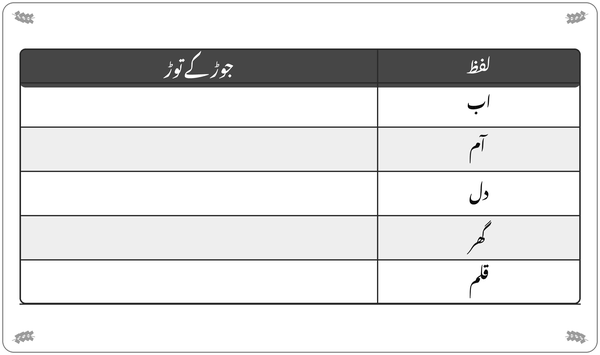 لفظ جوڑ کے توڑ
اب
آم
دل
گھر
قلم